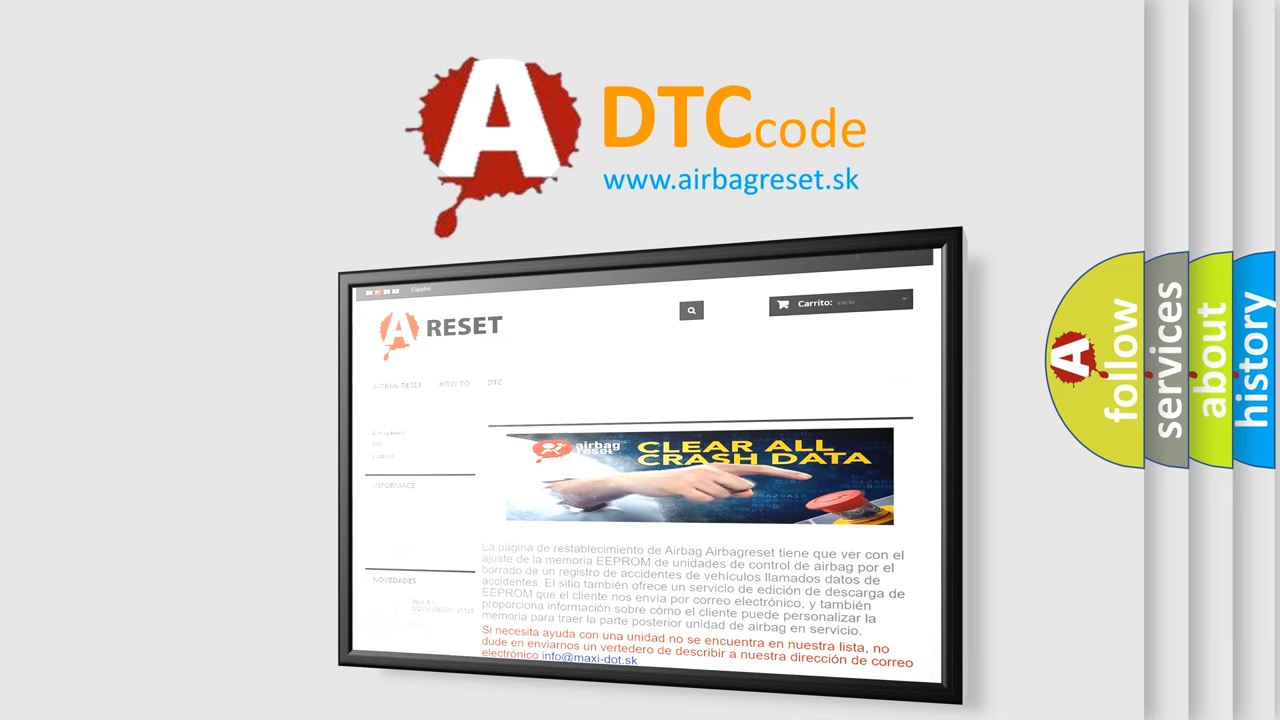 A DTCcode
www.airbagreset.sk
Español
A RESET
Carrito: vacío
AIRBAG RESET HOW TO DTC
INFORMACE
airbag
reset
CLEAR ALL
CRASH DATA
La página de restablecimiento de Airbag Airbagreset tiene que ver con el
ajuste de la memoria EEPROM de unidades de control de airbag por el
borrado de un registro de accidentes de vehículos llamados datos de
accidentes. El sitio también ofrece un servicio de edición de descarga de
EEPROM que el cliente nos envía por correo electrónico, y también
proporciona información sobre cómo el cliente puede personalizar la
memoria para traer la parte posterior unidad de airbag en servicio.
Si necesita ayuda con una unidad no se encuentra en nuestra lista, no
dude en enviarnos un vertedero de describir a nuestra dirección de correo
electrónico info@maxi-dot.sk
NOVEDADES
A follow
services
about
history